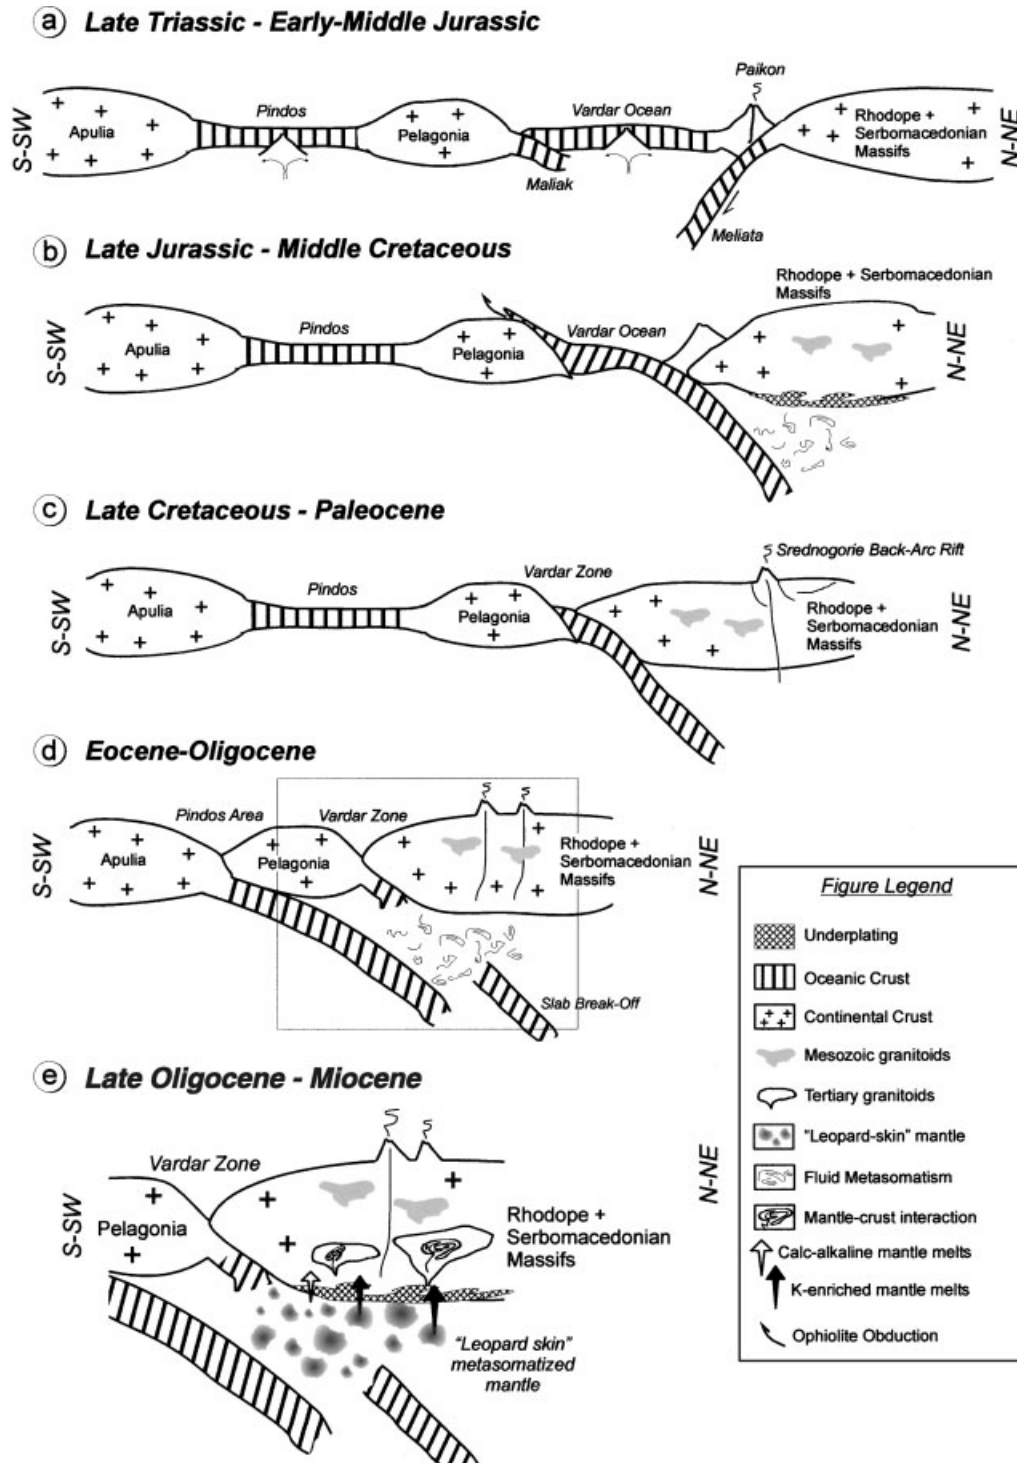 a Late Triassic - Early-Middle Jurassic
S-SW
Apulia
Pindos
Pelagonia
Maliak
Vardar Ocean
Paikon
Meliata
Rhodope +
Serbomacedonian
Massifs
N-NE
b Late Jurassic - Middle Cretaceous
S-SW
Apulia
Pindos
Pelagonia
Vardar Ocean
Rhodope + Serbomacedonian
Massifs
N-NE
c Late Cretaceous - Paleocene
S-SW
Apulia
Pindos
Pelagonia
Vardar Zone
Srednogorie Back-Arc Rift
Rhodope +
Serbomacedonian
Massifs
N-NE
d Eocene-Oligocene
S-SW
Apulia
Pindos Area
Pelagonia
Vardar Zone
Rhodope +
Serbomacedonian
Massifs
Slab Break-Off
N-NE
e Late Oligocene - Miocene
S-SW
Pelagonia
Vardar Zone
Rhodope +
Serbomacedonian
Massifs
"Leopard skin"
metasomatized
mantle
N-NE
Figure Legend
Underplating
Oceanic Crust
Continental Crust
Mesozoic granitoids
Tertiary granitoids
"Leopard-skin" mantle
Fluid Metasomatism
Mantle-crust interaction
Calc-alkaline mantle melts
K-enriched mantle melts
Ophiolite Obduction